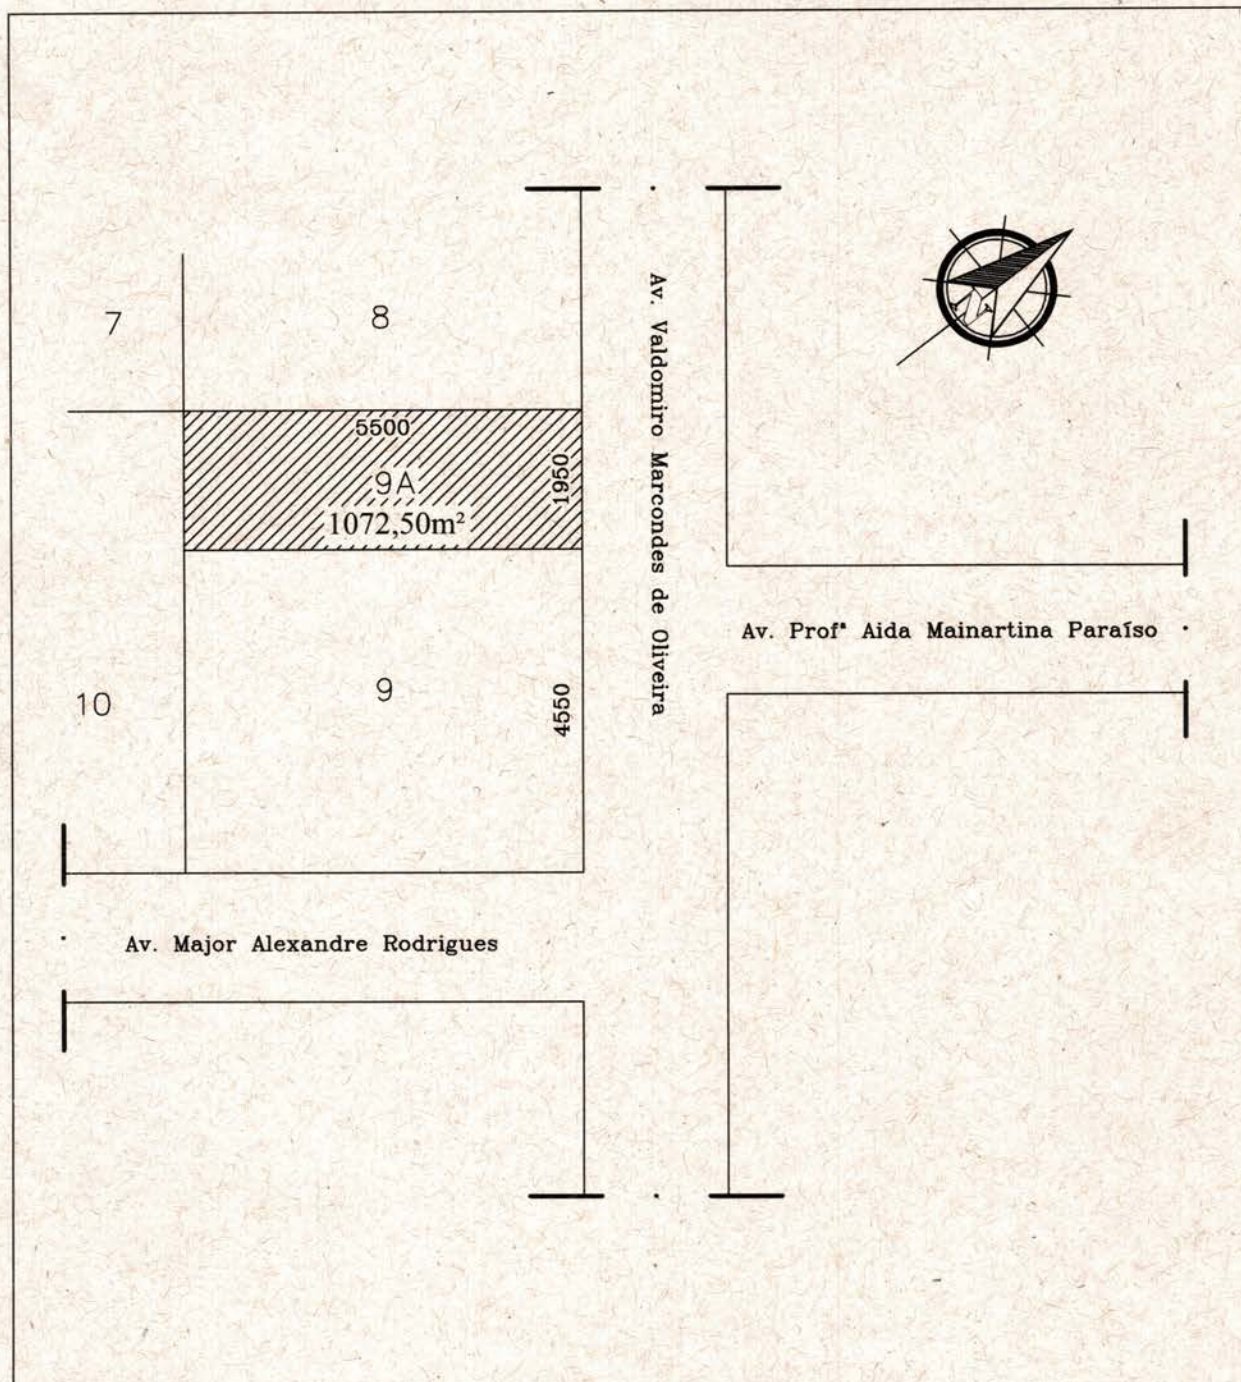 7
8
5500
9A
1950
1072,50m²
Av. Valdomiro Marcondes de Oliveira
N
Av. Profª Aida Mainartina Paraíso
10
9
4550
Av. Major Alexandre Rodrigues